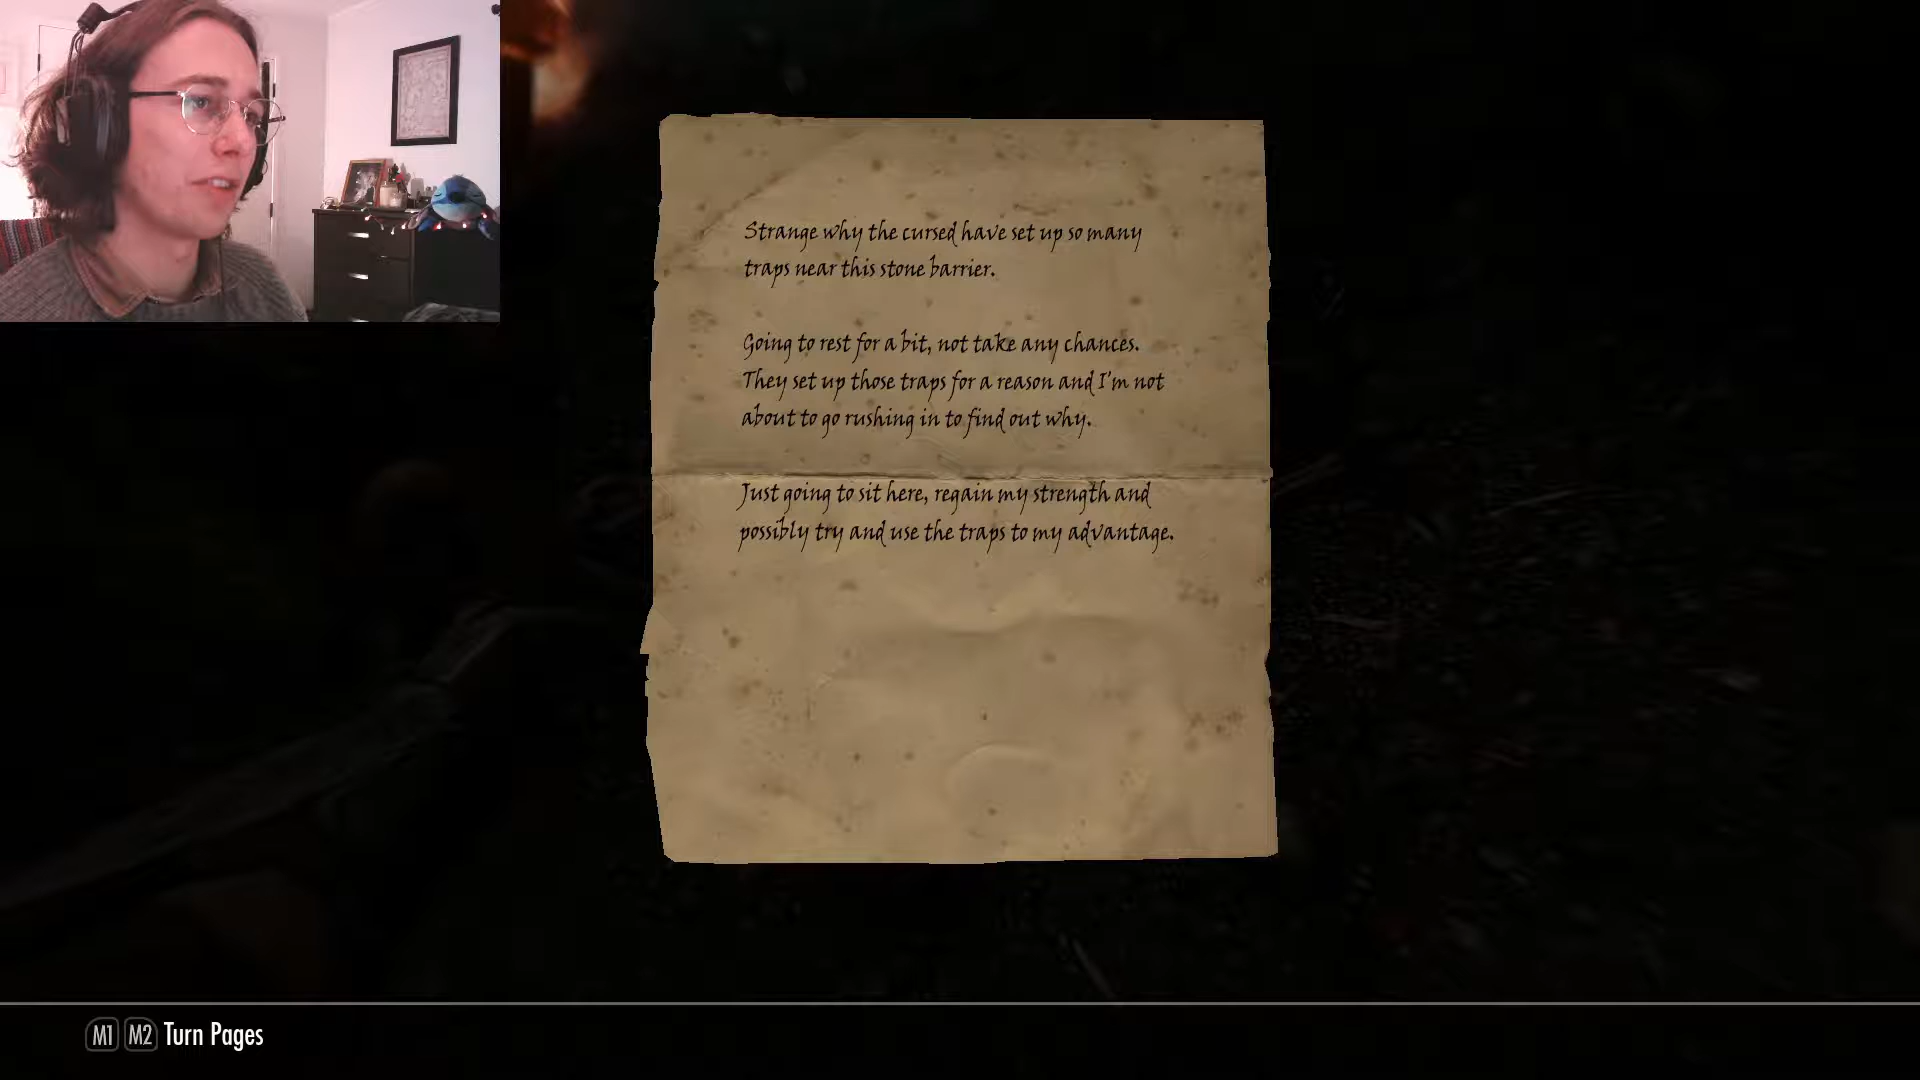 Strange why the cursed have set up so many
traps near this stone barrier.
Going to rest for a bit, not take any chances.
They set up those traps for a reason and I'm not
about to go rushing in to find out why.
Just going to sit here, regain my strength and
possibly try and use the traps to my advantage.
M1 M2 Turn Pages